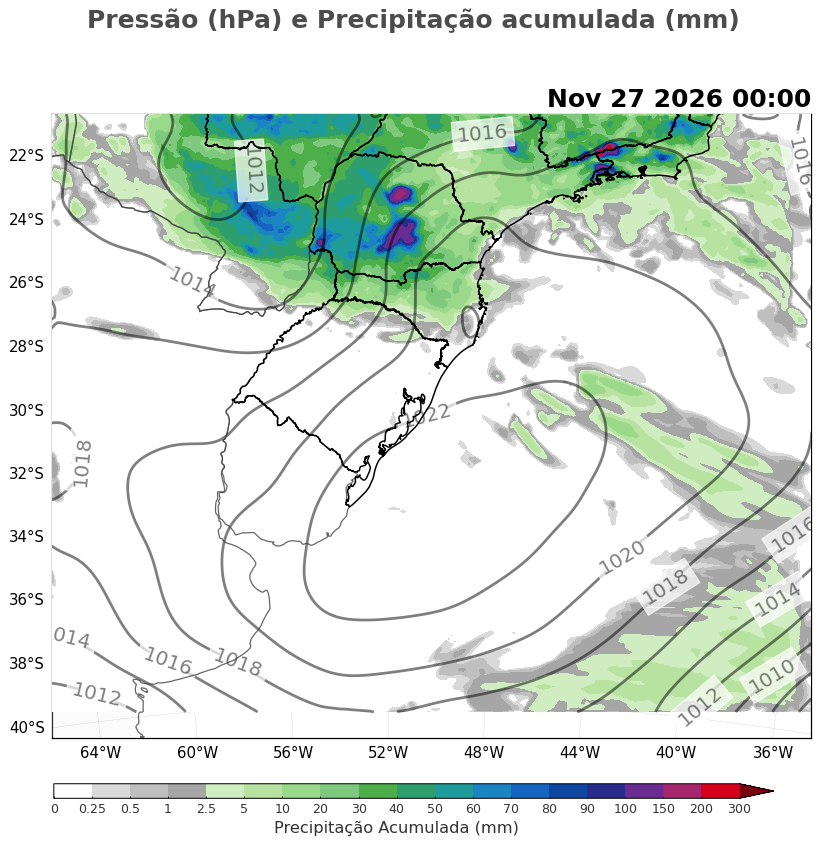 Pressão (hPa) e Precipitação acumulada (mm)
Nov 27 2026 00:00
22°S
24°S
26°S
28°S
30°S
32°S
34°S
36°S
38°S
40°S
1016
1016
1012
1014
1022
1018
1016
1020
1018
1014
014
1016
1018
1010
1012
1012
64°W 60°W 56°W 52°W 48°W 44°W 40°W 36°W
0 0.25 0.5 1 2.5 5 10 20 30 40 50 60 70 80 90 100 150 200 300
Precipitação Acumulada (mm)